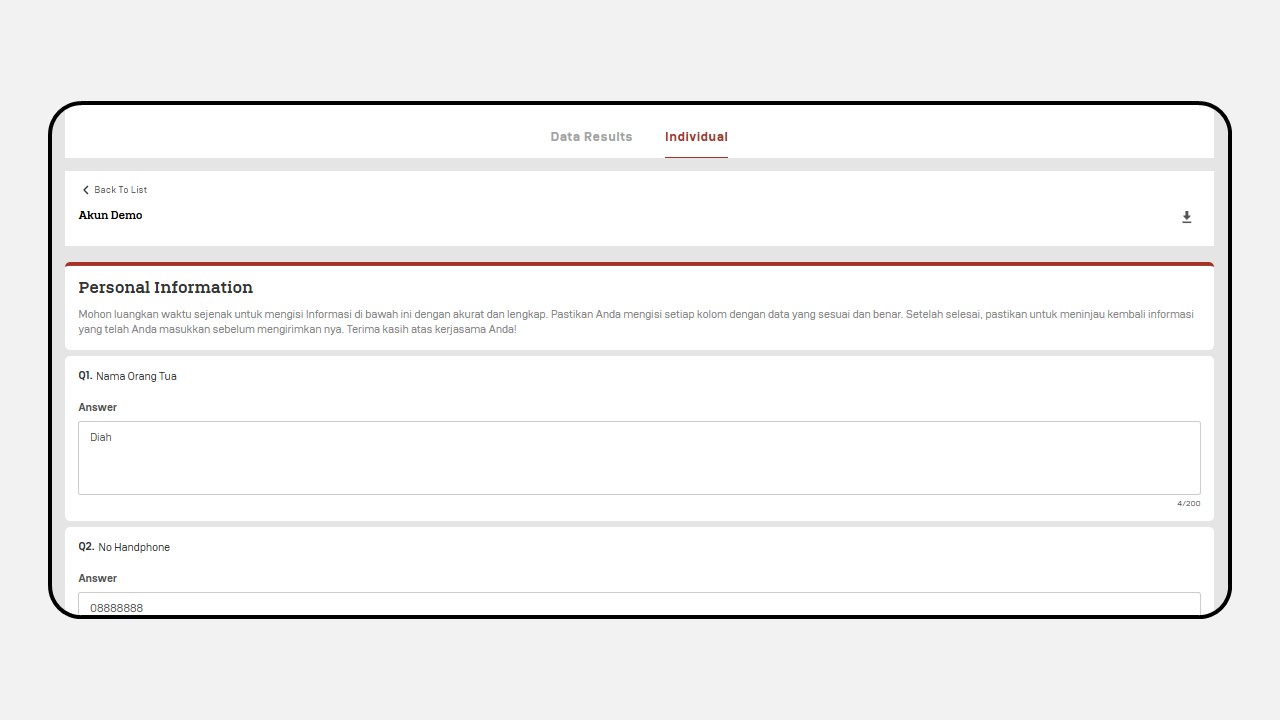 Data Results Individual
Back To List
Akun Demo
Personal Information
Mohon luangkan waktu sejenak untuk mengisi Informasi di bawah ini dengan akurat dan lengkap. Pastikan Anda mengisi setiap kolom dengan data yang sesuai dan benar. Setelah selesai, pastikan untuk meninjau kembali informasi
yang telah Anda masukkan sebelum mengirimkan nya. Terima kasih atas kerjasama Anda!
Q1. Nama Orang Tua
Answer
Diah
4/200
Q2. No Handphone
Answer
08888888